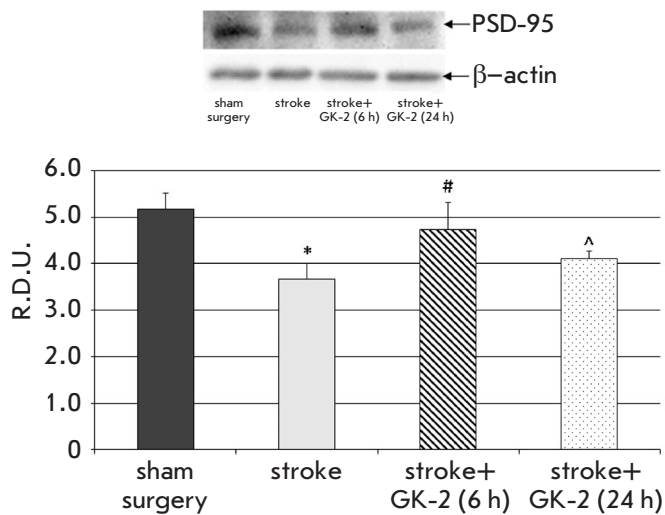 PSD-95
β-actin
sham stroke stroke+ stroke+
surgery GK-2 (6 h) GK-2 (24 h)
6.0
#
5.0
^
*
4.0
R.D.U.
3.0
2.0
1.0
0
sham stroke stroke+ stroke+
surgery GK-2 (6 h) GK-2 (24 h)